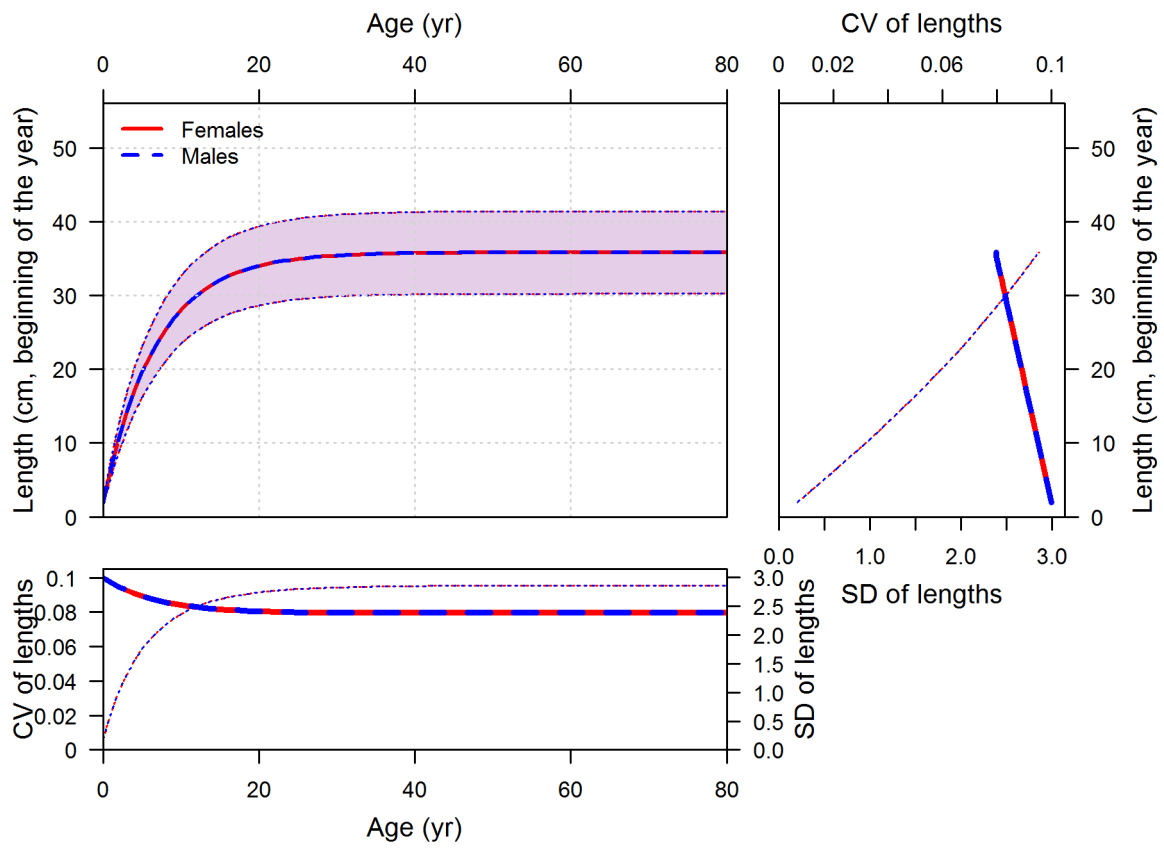 Age (yr)
CV of lengths
0 20 40 60 80
0 0.02 0.06 0.1
Length (cm, beginning of the year)
50
40
30
20
10
0
Females
Males
50
40
30
20
10
0
Length (cm, beginning of the year)
0.0 1.0 2.0 3.0
SD of lengths
CV of lengths
0.1
0.08
0.06
0.04
0.02
0
3.0
2.5
2.0
1.5
1.0
0.5
0.0
SD of lengths
0 20 40 60 80
Age (yr)